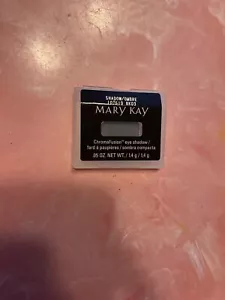 SHADOW/OMBRE
MARY KAY
ChromaFusion™ eye shadow /
fard à paupières / sombra compacta
.05 OZ. NET WT. / 1.4 g / 1,4 g